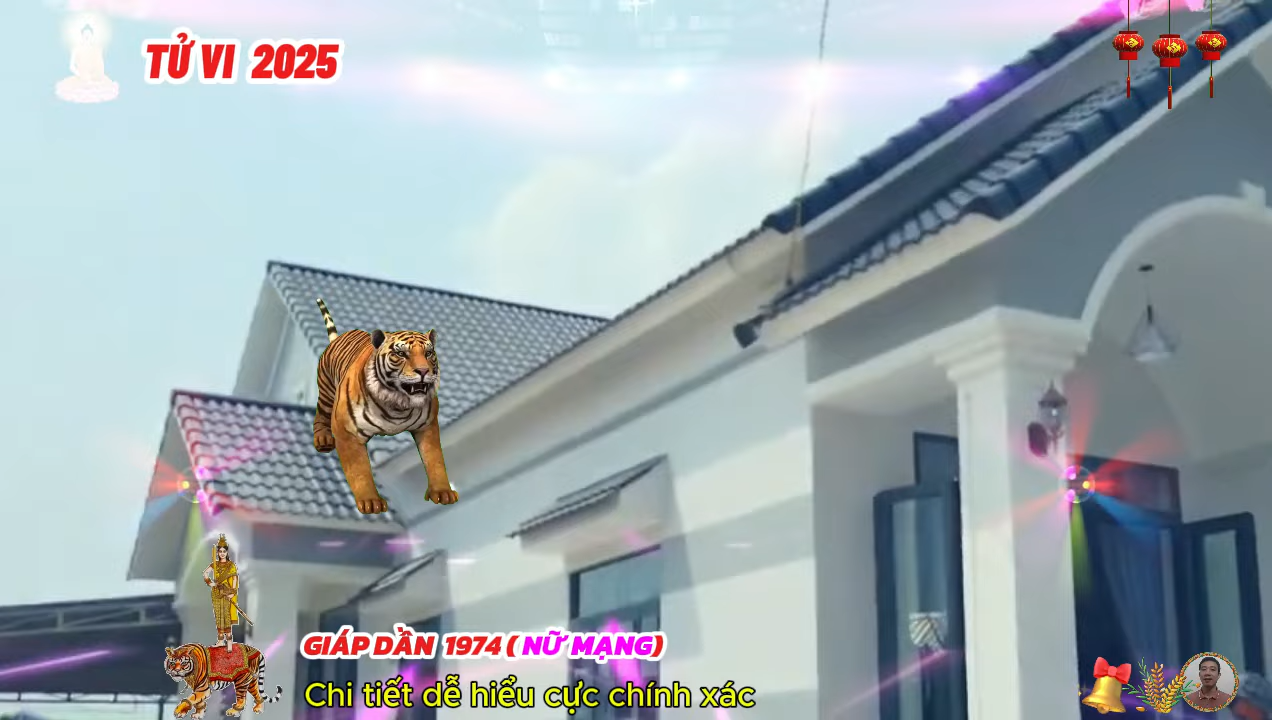 TỬ VI 2025
GIÁP DẦN 1974 ( NỮ MẠNG)
Chi tiết dễ hiểu cực chính xác